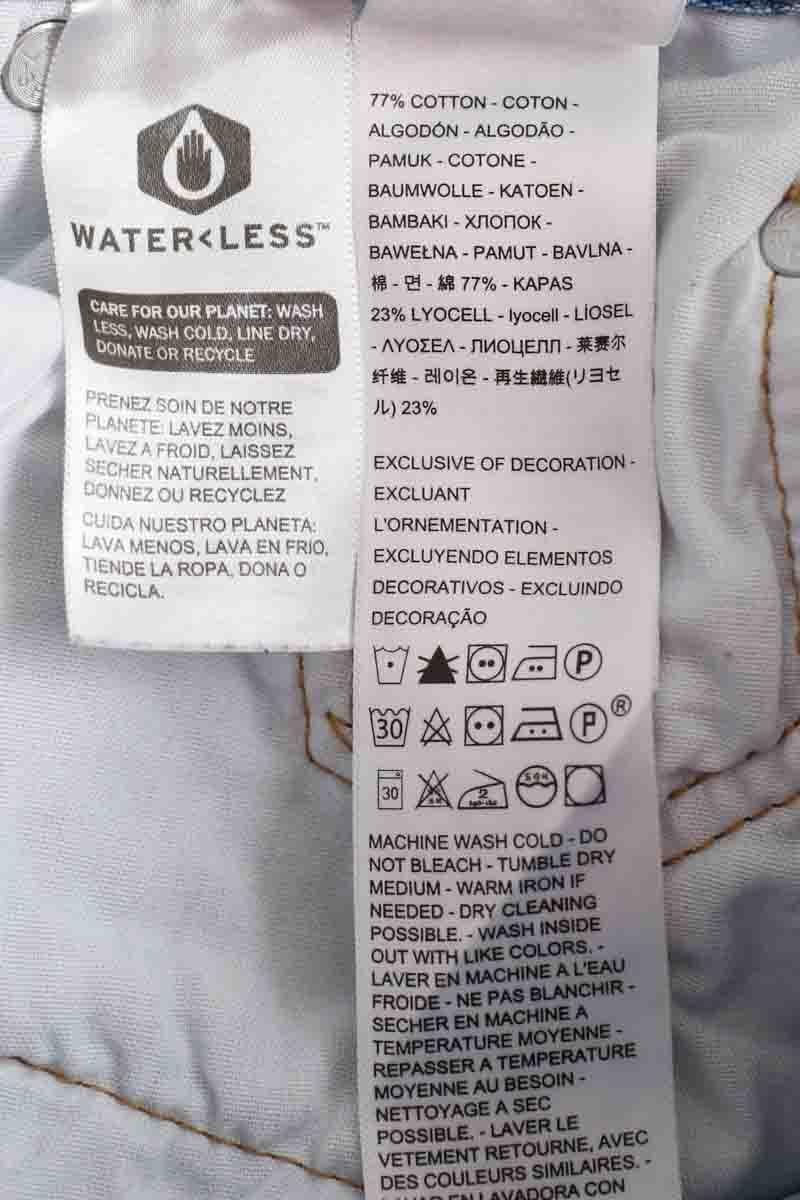 WATER<LESS™
CARE FOR OUR PLANET: WASH
LESS, WASH COLD, LINE DRY,
DONATE OR RECYCLE
PRENEZ SOIN DE NOTRE
PLANETE: LAVEZ MOINS,
LAVEZ A FROID, LAISSEZ
SECHER NATURELLEMENT,
DONNEZ OU RECYCLEZ
CUIDA NUESTRO PLANETA:
LAVA MENOS, LAVA EN FRIO,
TIENDE LA ROPA, DONA O
RECICLA.
77% COTTON - COTON -
ALGODÓN - ALGODÃO -
PAMUK - COTONE -
BAUMWOLLE - KATOEN -
BAMBAKI - ХЛОПОК -
BAWEŁNA - PAMUT - BAVLNA -
棉 - 면 - 綿 77% - KAPAS
23% LYOCELL - lyocell - LİOSEL
- ΛΥΟΣΕΛ - ЛИОЦЕЛЛ - 莱赛尔
纤维 - 레이온 - 再生繊維(リヨセ
ル) 23%
EXCLUSIVE OF DECORATION -
EXCLUANT
L'ORNEMENTATION -
EXCLUYENDO ELEMENTOS
DECORATIVOS - EXCLUINDO
DECORAÇÃO
P
30 P ®
30 2
MACHINE WASH COLD - DO
NOT BLEACH - TUMBLE DRY
MEDIUM - WARM IRON IF
NEEDED - DRY CLEANING
POSSIBLE. - WASH INSIDE
OUT WITH LIKE COLORS. -
LAVER EN MACHINE A L'EAU
FROIDE - NE PAS BLANCHIR -
SECHER EN MACHINE A
TEMPERATURE MOYENNE -
REPASSER A TEMPERATURE
MOYENNE AU BESOIN -
NETTOYAGE A SEC
POSSIBLE. - LAVER LE
VETEMENT RETOURNE, AVEC
DES COULEURS SIMILAIRES. -
LAVAR EN LAVADORA CON